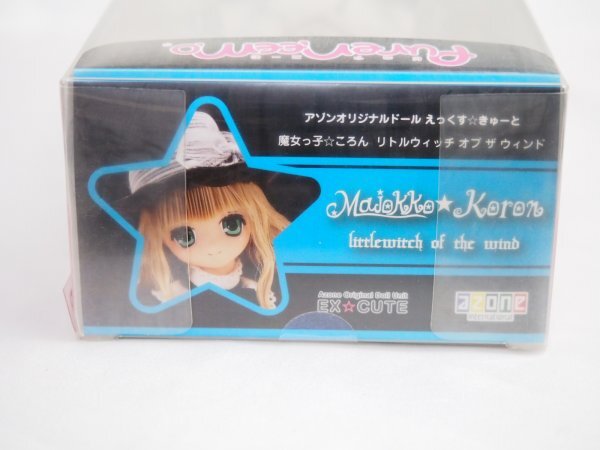 PureNeemo
アゾンオリジナルドール えっくす☆きゅーと
魔女っ子☆ころん リトルウィッチ オブ ザ ウィンド
Majokko★Koron
littlewitch of the wind
Azone Original Doll Unit
EX☆CUTE
azone